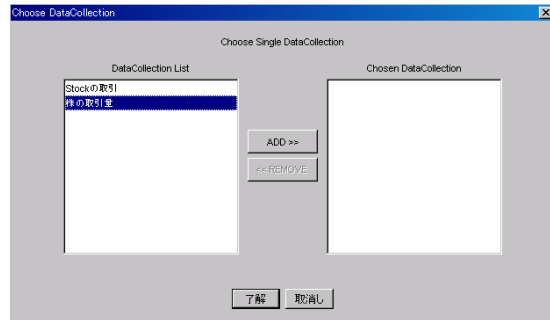 Choose DataCollection
Choose Single DataCollection
DataCollection List
Chosen DataCollection
Stockの取引
株の取引量
ADD >>
<< REMOVE
了解
取消し